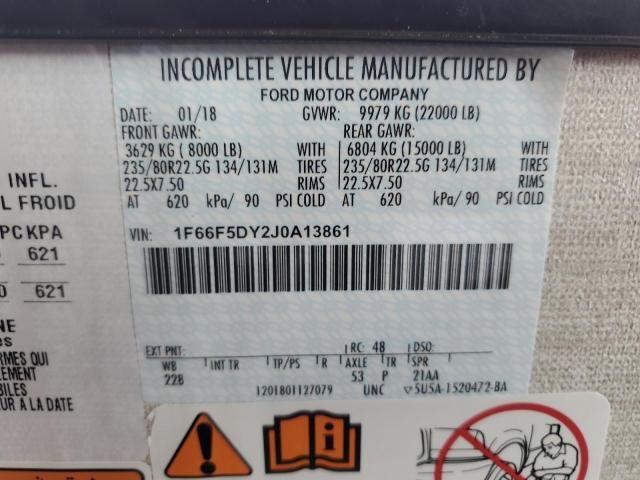 INCOMPLETE VEHICLE MANUFACTURED BY
FORD MOTOR COMPANY
DATE: 01/18 GVWR: 9979 KG (22000 LB)
FRONT GAWR: REAR GAWR:
3629 KG ( 8000 LB) WITH 6804 KG (15000 LB) WITH
235/80R22.5G 134/131M TIRES 235/80R22.5G 134/131M TIRES
22.5X7.50 RIMS 22.5X7.50 RIMS
AT 620 kPa/ 90 PSI COLD AT 620 kPa/ 90 PSI COLD
VIN: 1F66F5DY2J0A13861
EXT PNT: RC: 48 DSO:
WB INT TR TP/PS R AXLE TR SPR
228 53 P 21AA
1201801127079 UNC 5U5A-1520472-BA
INFL.
FROID
PC KPA
621
621
NE
es
RMES QUI
LEMENT
BILES
UR A LA DATE